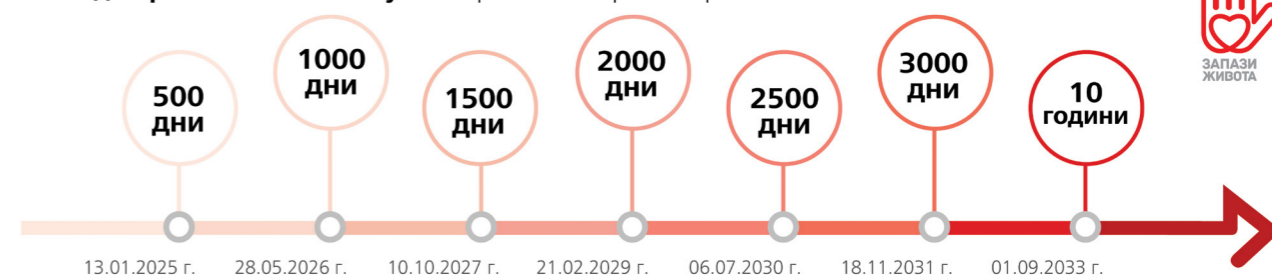 500
дни
1000
дни
1500
дни
2000
дни
2500
дни
3000
дни
10
години
ЗАПАЗИ
ЖИВОТА
13.01.2025 г.
28.05.2026 г.
10.10.2027 г.
21.02.2029 г.
06.07.2030 г.
18.11.2031 г.
01.09.2033 г.